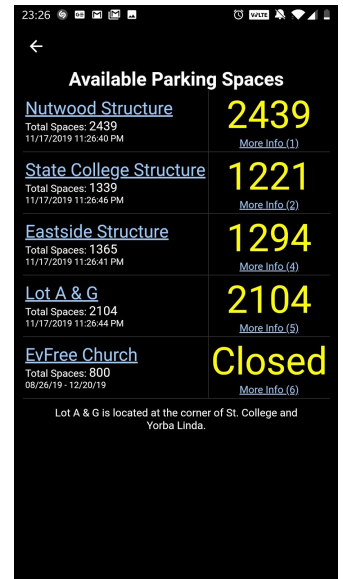 23:26
VoLTE
Available Parking Spaces
Nutwood Structure
Total Spaces: 2439
11/17/2019 11:26:40 PM
2439
More Info (1)
State College Structure
Total Spaces: 1339
11/17/2019 11:26:46 PM
1221
More Info (2)
Eastside Structure
Total Spaces: 1365
11/17/2019 11:26:41 PM
1294
More Info (4)
Lot A & G
Total Spaces: 2104
11/17/2019 11:26:44 PM
2104
More Info (5)
EvFree Church
Total Spaces: 800
08/26/19 - 12/20/19
Closed
More Info (6)
Lot A & G is located at the corner of St. College and
Yorba Linda.